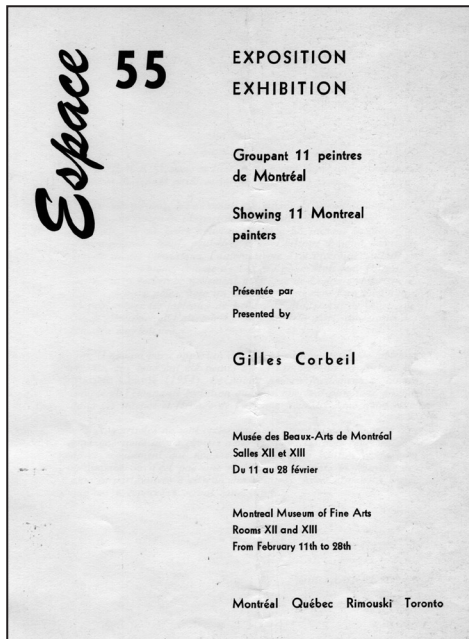 Espace 55
EXPOSITION
EXHIBITION
Groupant 11 peintres
de Montréal
Showing 11 Montreal
painters
Présentée par
Presented by
Gilles Corbeil
Musée des Beaux-Arts de Montréal
Salles XII et XIII
Du 11 au 28 février
Montreal Museum of Fine Arts
Rooms XII and XIII
From February 11th to 28th
Montréal Québec Rimouski Toronto